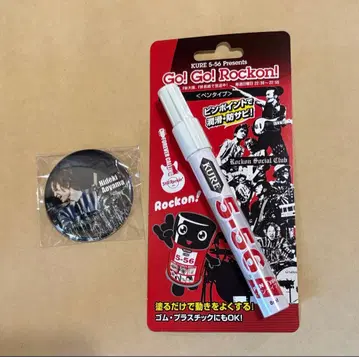 Hideki
Aoyama
KURE 5-56 Presents
Go! Go! Rockon!
<ペンタイプ>
ピンポイントで
潤滑・防サビ!
Rockon Social Club
Rockon!
KURE
5-56
5-56
塗るだけで動きをよくする!
ゴム・プラスチックにもOK!